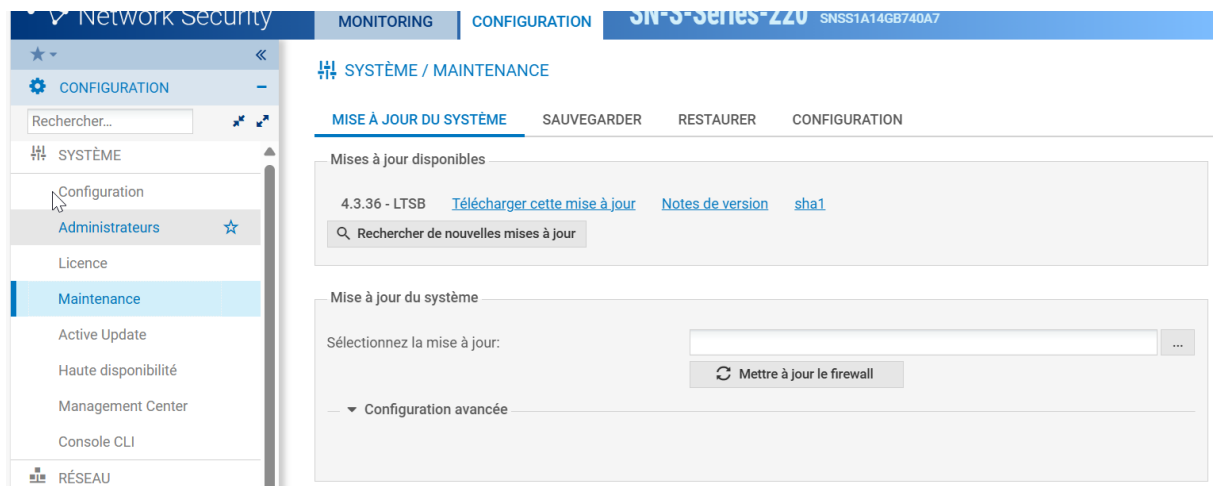 Network Security
MONITORING
CONFIGURATION
SN-S-Series-220 SNSS1A14GB740A7
CONFIGURATION
Rechercher...
SYSTÈME
Configuration
Administrateurs
Licence
Maintenance
Active Update
Haute disponibilité
Management Center
Console CLI
RÉSEAU
SYSTÈME / MAINTENANCE
MISE À JOUR DU SYSTÈME SAUVEGARDER RESTAURER CONFIGURATION
Mises à jour disponibles
4.3.36 - LTSB Télécharger cette mise à jour Notes de version sha1
Rechercher de nouvelles mises à jour
Mise à jour du système
Sélectionnez la mise à jour: ...
Mettre à jour le firewall
Configuration avancée